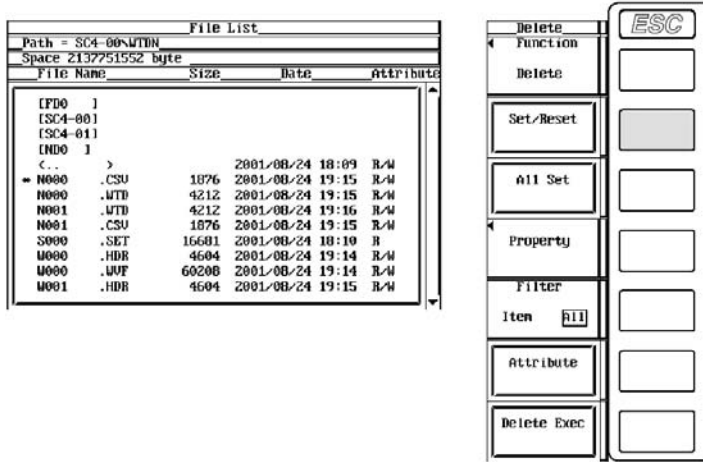 File List
Path = SC4-00\WTDN
Space 2137751552 byte
File Name Size Date Attribute
[FD0 ]
[SC4-00]
[SC4-01]
[ND0 ]
<.. > 2001/08/24 18:09 R/W
* N000 .CSV 1876 2001/08/24 19:15 R/W
N000 .WTD 4212 2001/08/24 19:15 R/W
N001 .WTD 4212 2001/08/24 19:16 R/W
N001 .CSV 1876 2001/08/24 19:15 R/W
S000 .SET 16681 2001/08/24 18:10 R
W000 .HDR 4604 2001/08/24 19:14 R/W
W000 .WVF 60208 2001/08/24 19:14 R/W
W001 .HDR 4604 2001/08/24 19:15 R/W
ESC
Delete
Function
Delete
Set/Reset
All Set
Property
Filter
Item All
Attribute
Delete Exec